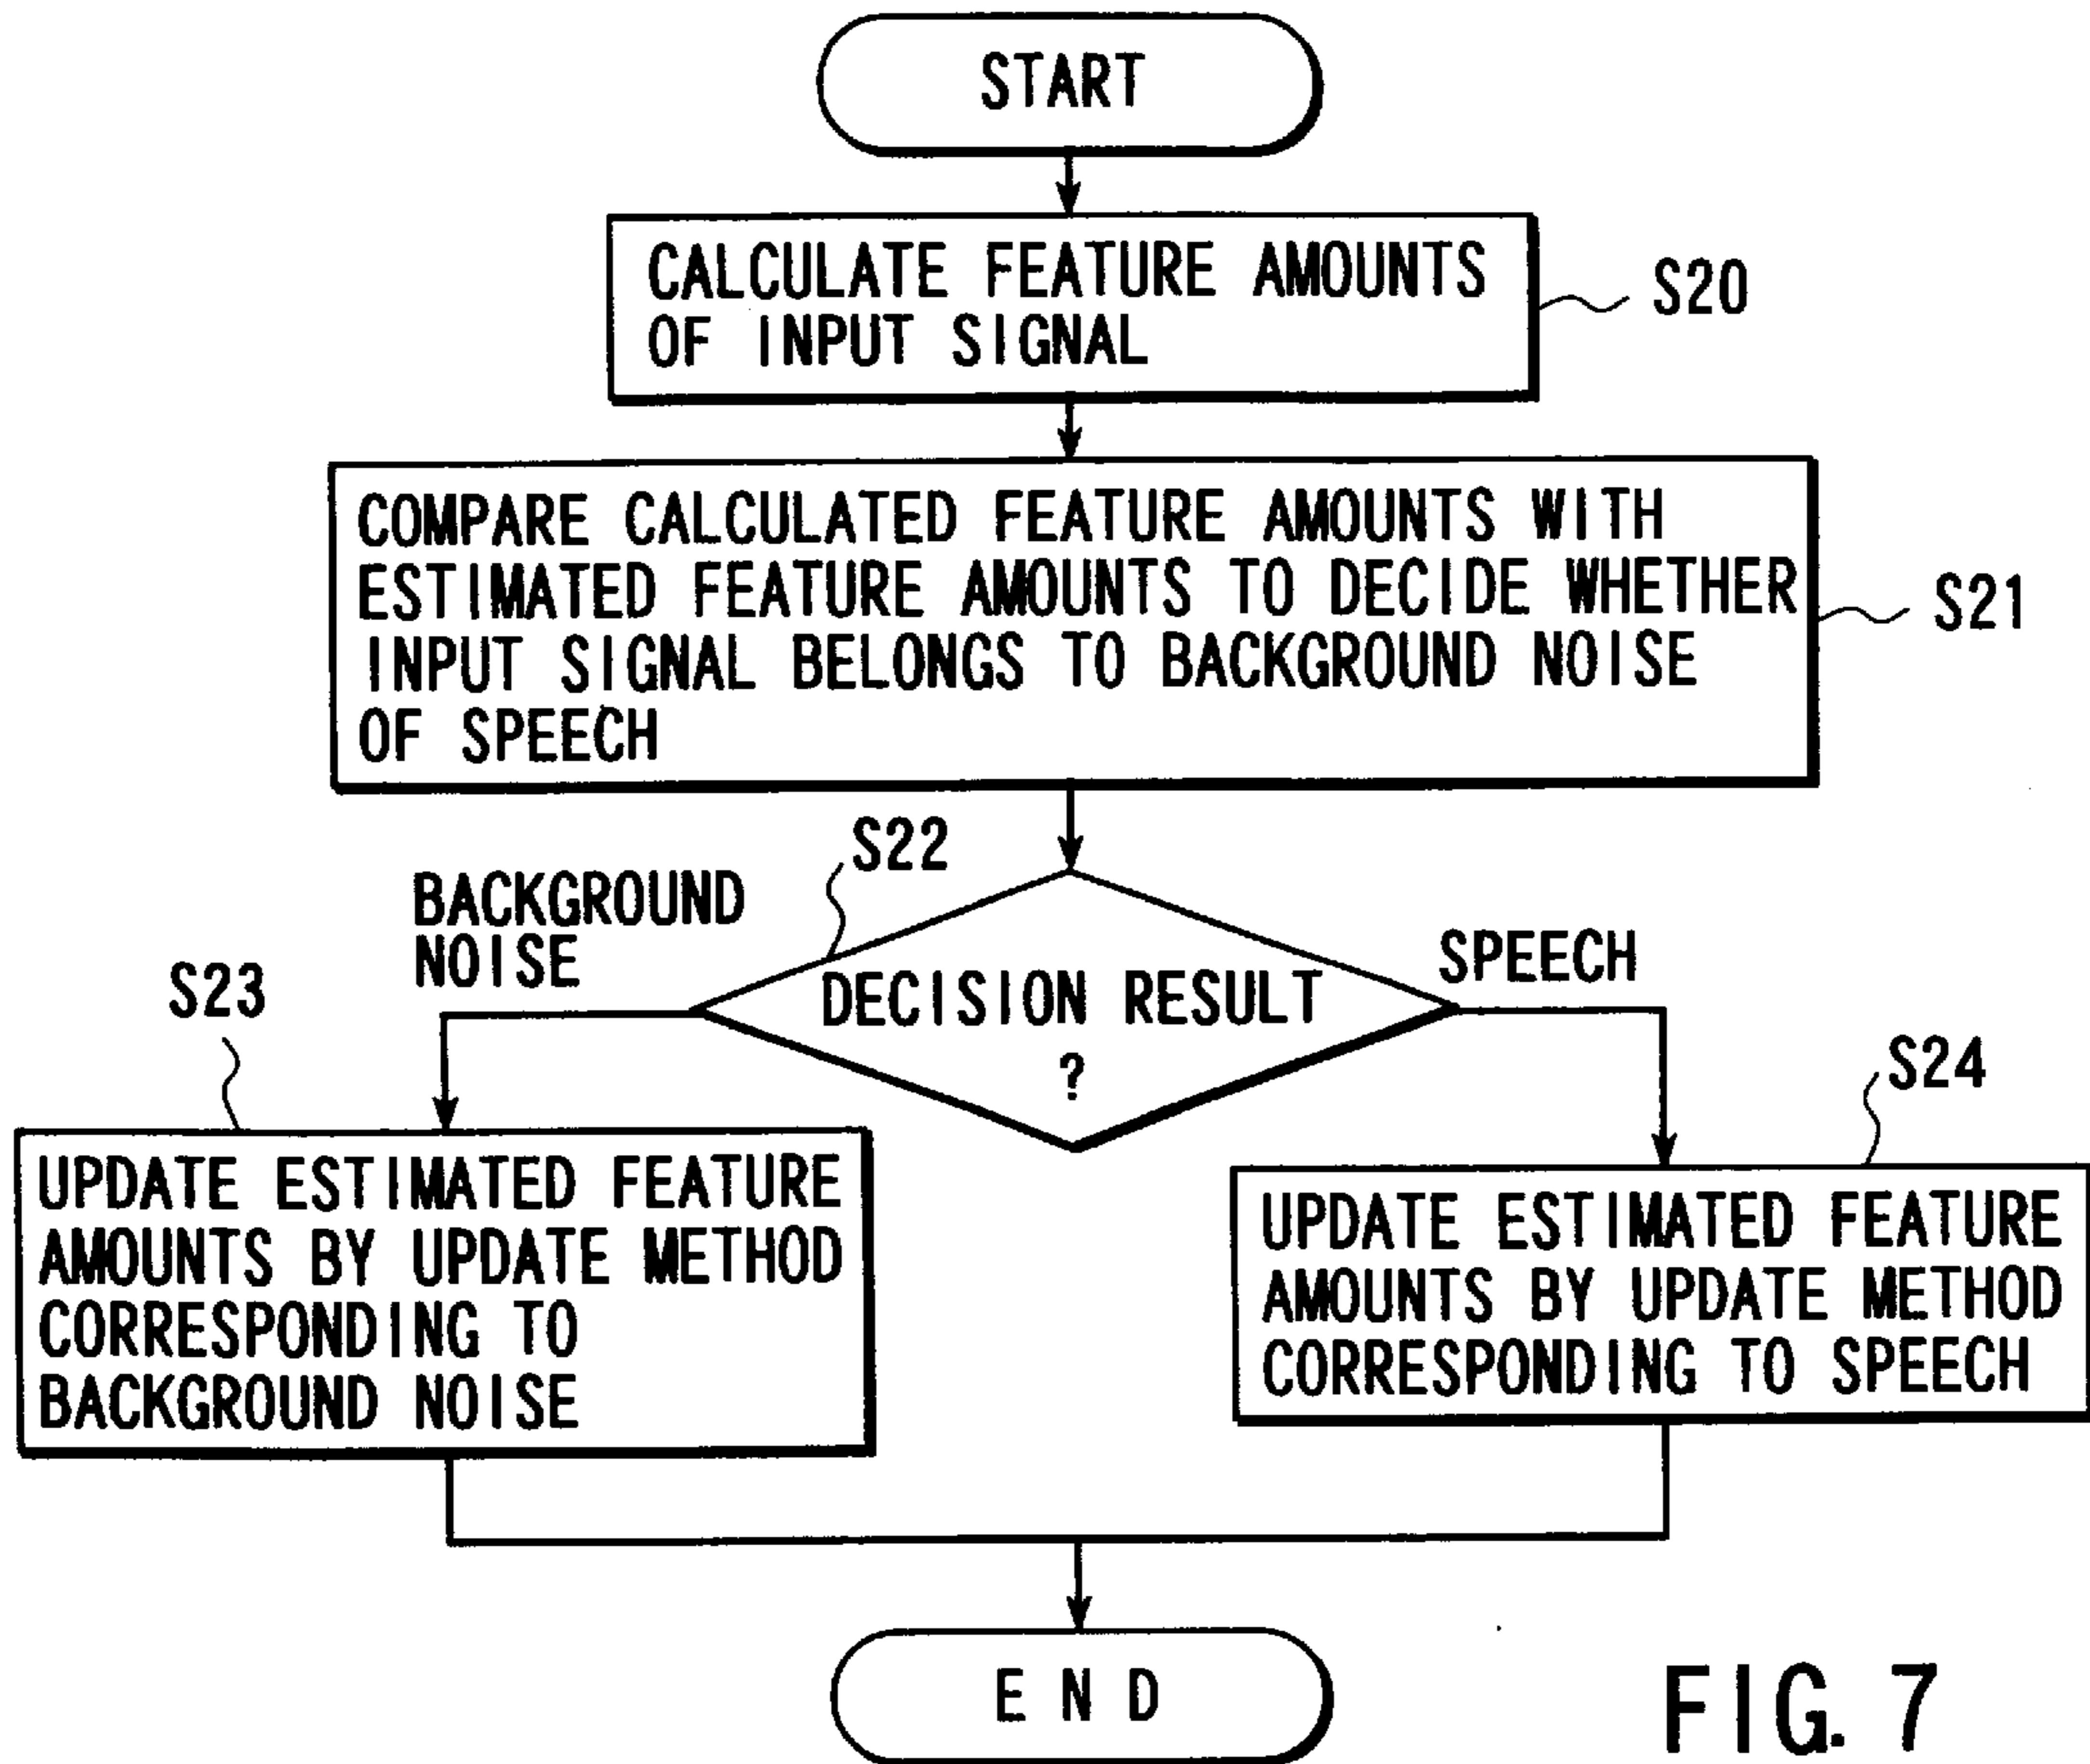 START
CALCULATE FEATURE AMOUNTS
OF INPUT SIGNAL
S20
COMPARE CALCULATED FEATURE AMOUNTS WITH
ESTIMATED FEATURE AMOUNTS TO DECIDE WHETHER
INPUT SIGNAL BELONGS TO BACKGROUND NOISE
OF SPEECH
S21
S22
BACKGROUND
NOISE
DECISION RESULT
?
SPEECH
S23
UPDATE ESTIMATED FEATURE
AMOUNTS BY UPDATE METHOD
CORRESPONDING TO
BACKGROUND NOISE
S24
UPDATE ESTIMATED FEATURE
AMOUNTS BY UPDATE METHOD
CORRESPONDING TO SPEECH
END
FIG. 7